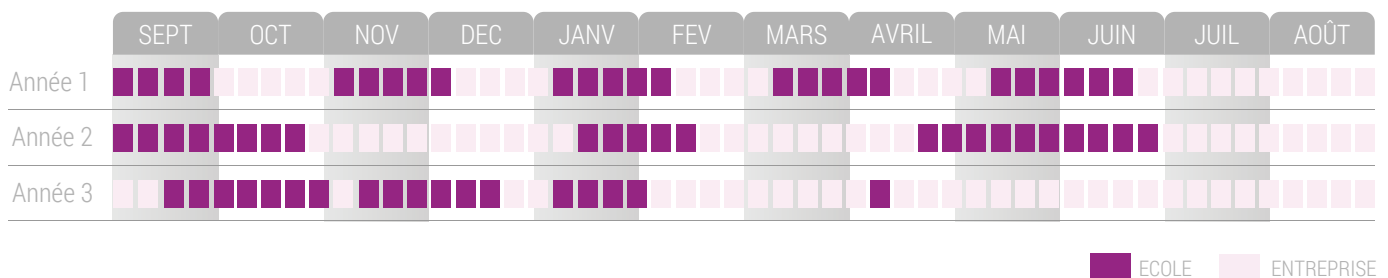 SEPT OCT NOV DEC JANV FEV MARS AVRIL MAI JUIN JUIL AOÛT
Année 1
Année 2
Année 3
ECOLE ENTREPRISE